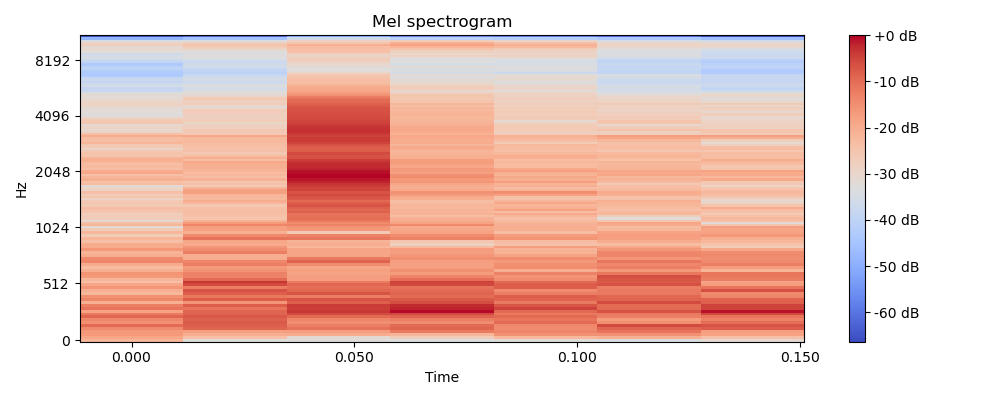 Mel spectrogram
8192
4096
2048
1024
512
0
Hz
0.000
0.050
0.100
0.150
Time
+0 dB
-10 dB
-20 dB
-30 dB
-40 dB
-50 dB
-60 dB